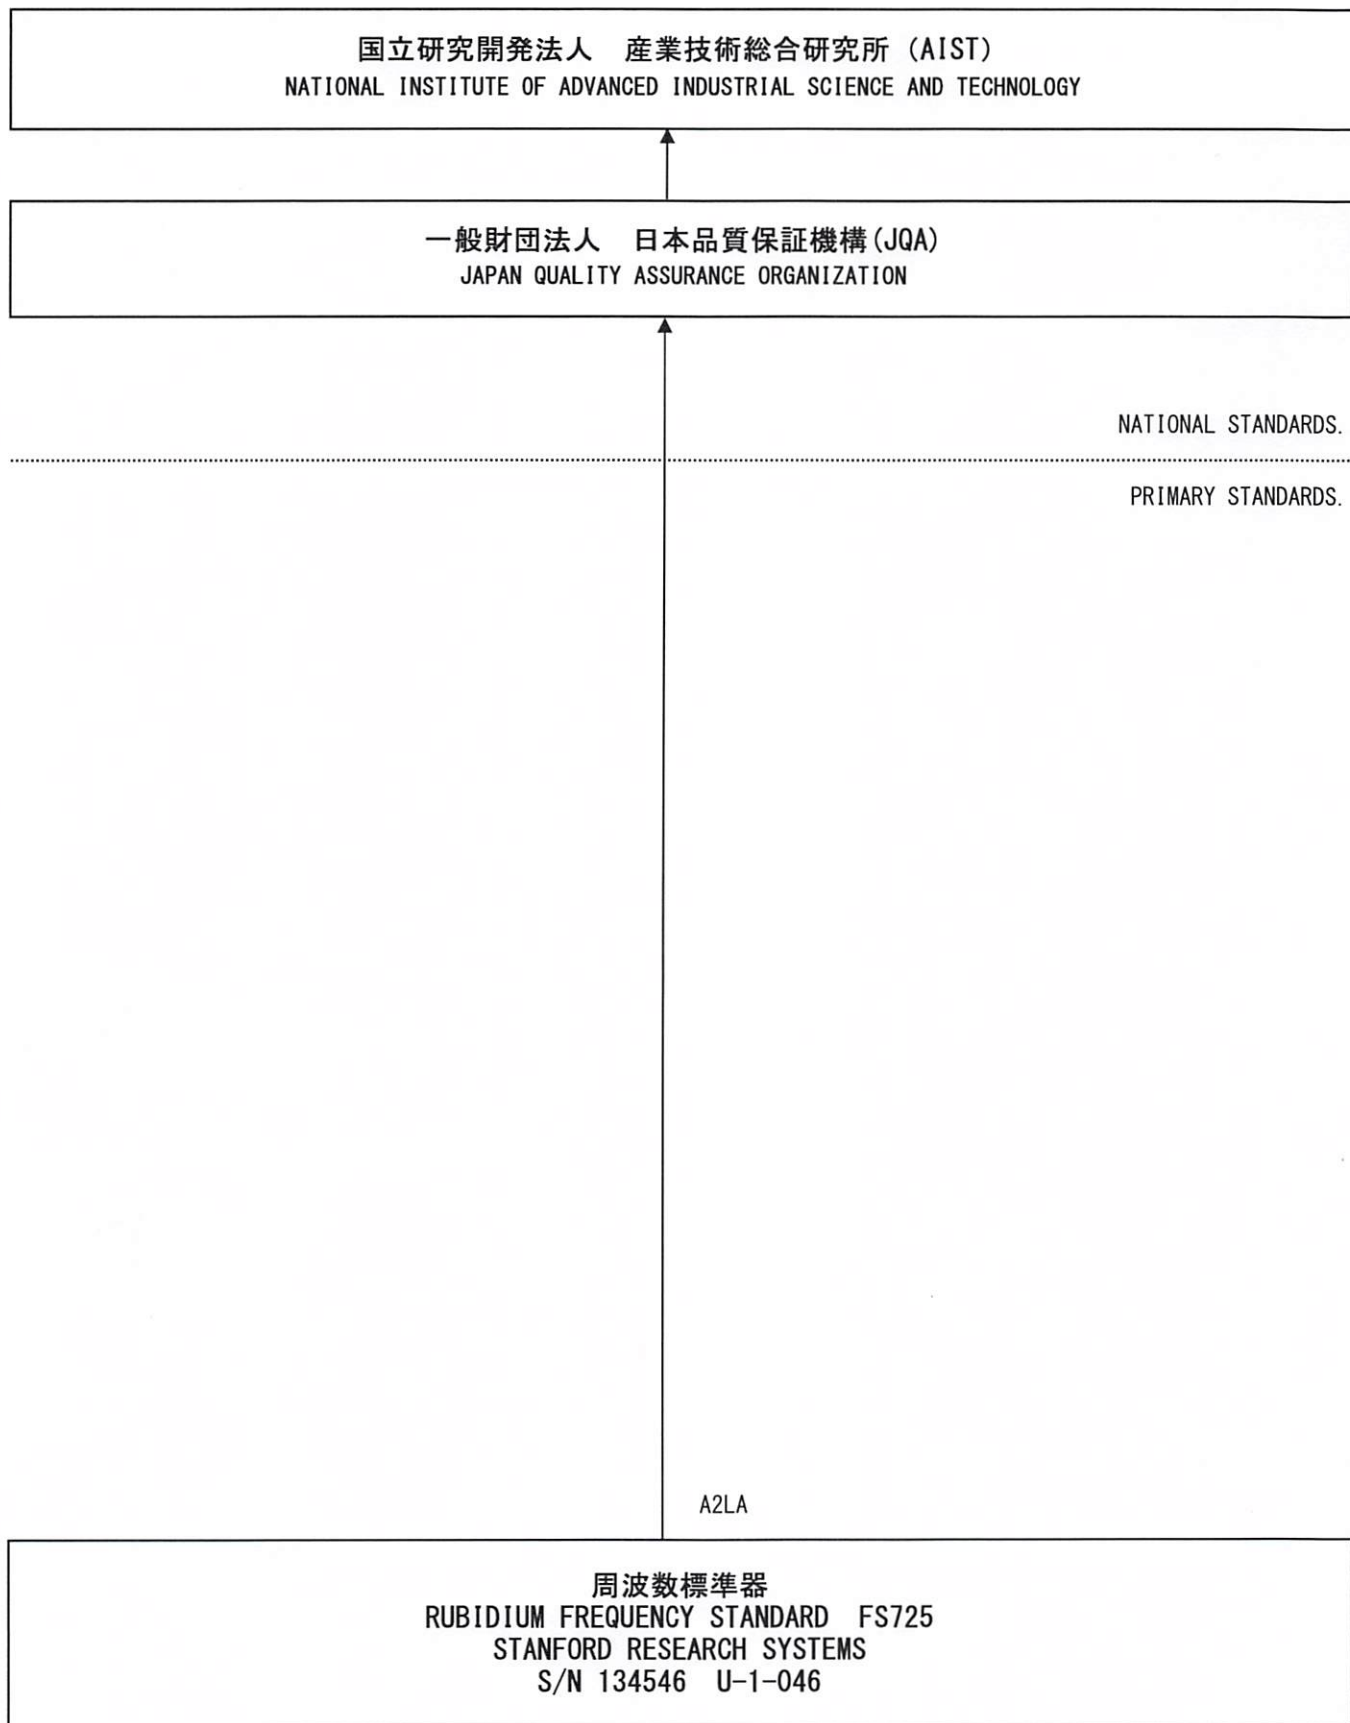 国立研究開発法人　産業技術総合研究所 (AIST)
NATIONAL INSTITUTE OF ADVANCED INDUSTRIAL SCIENCE AND TECHNOLOGY
一般財団法人　日本品質保証機構(JQA)
JAPAN QUALITY ASSURANCE ORGANIZATION
NATIONAL STANDARDS.
PRIMARY STANDARDS.
A2LA
周波数標準器
RUBIDIUM FREQUENCY STANDARD  FS725
STANFORD RESEARCH SYSTEMS
S/N 134546  U-1-046